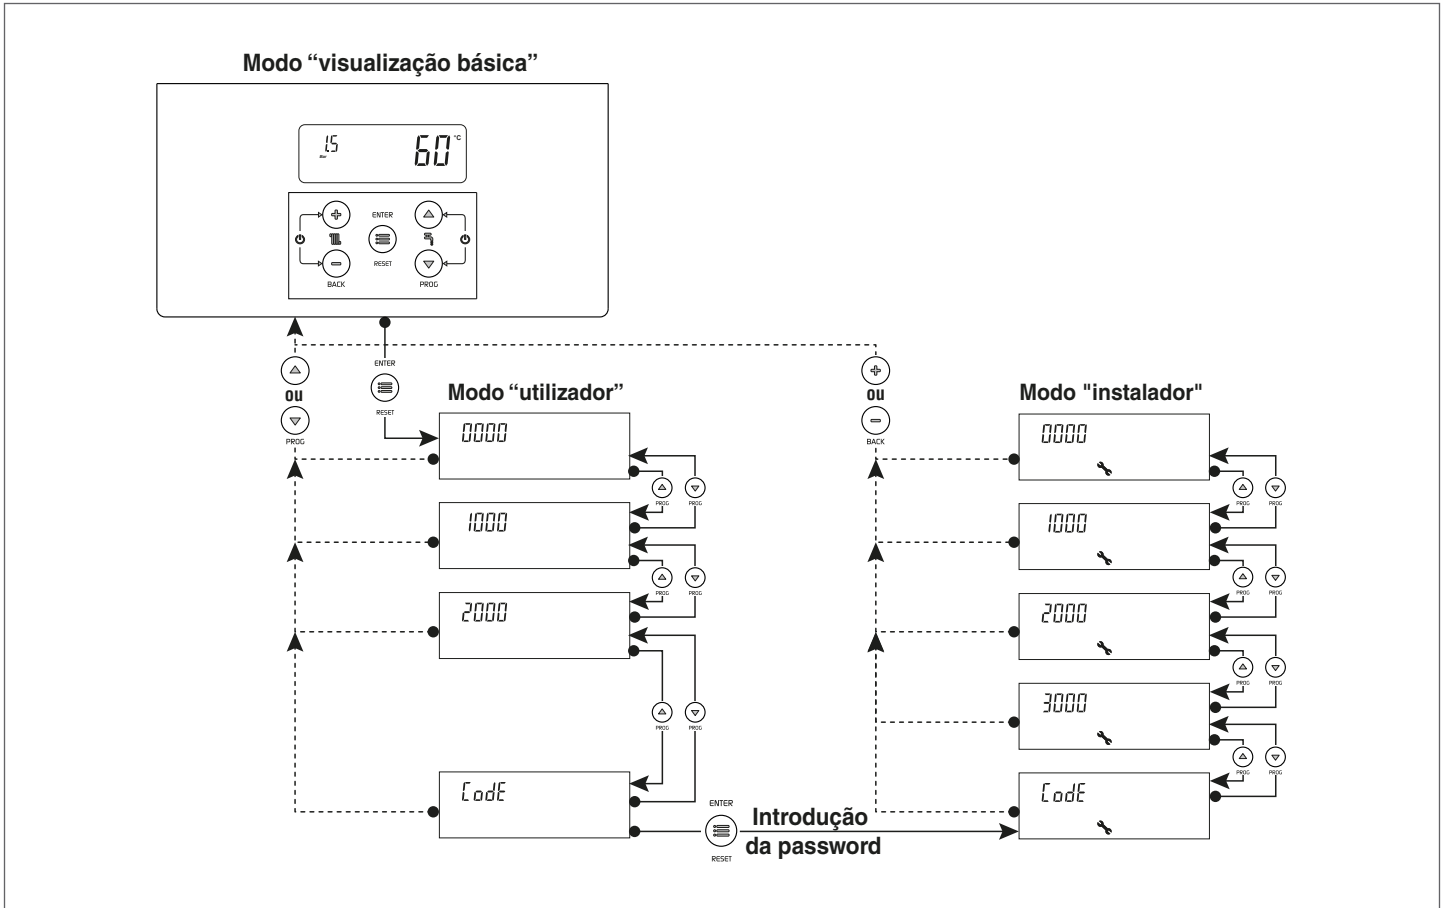 Modo “visualização básica”
1.5
Bar
60 °C
ENTER
RESET
BACK
PROG
ENTER
RESET
ou
PROG
ou
BACK
Modo “utilizador”
0000
PROG PROG
1000
PROG PROG
2000
PROG PROG
CodE
ENTER
RESET
Introdução
da password
Modo "instalador"
0000
PROG PROG
1000
PROG PROG
2000
PROG PROG
3000
PROG PROG
CodE